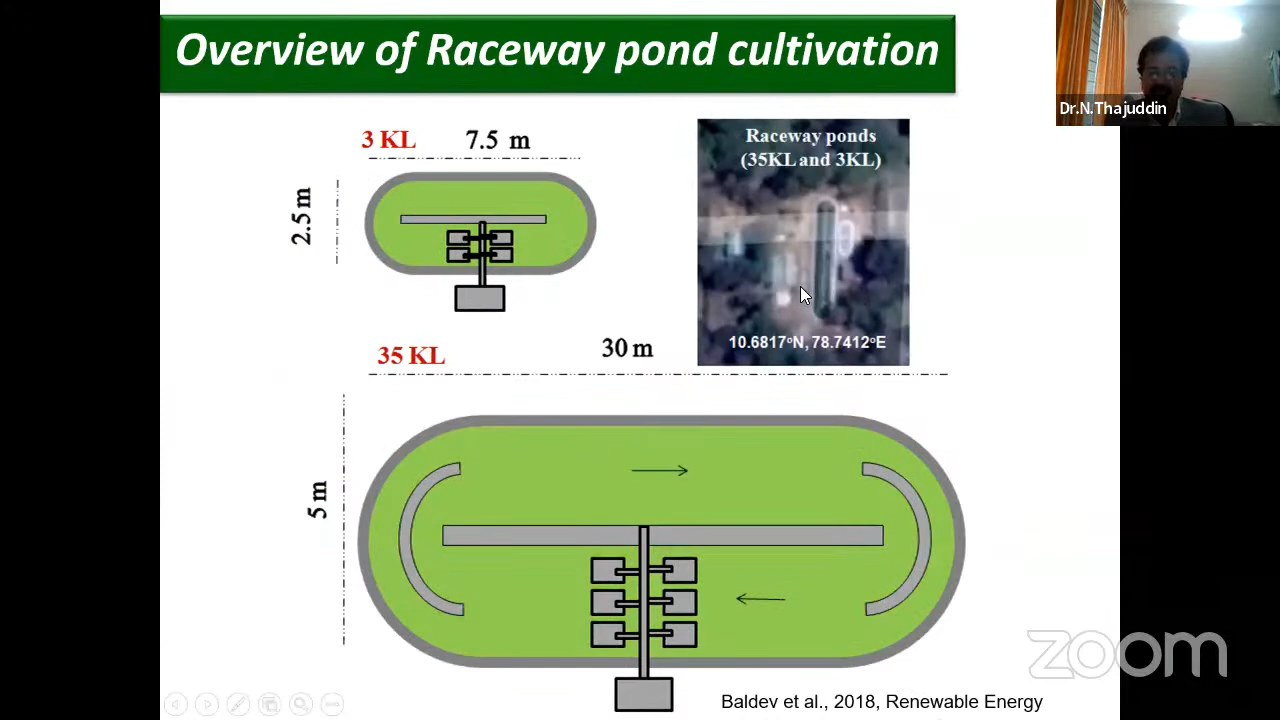 Overview of Raceway pond cultivation
Dr.N.Thajuddin
3 KL
7.5 m
2.5 m
Raceway ponds
(35KL and 3KL)
10.6817°N, 78.7412°E
35 KL
30 m
5 m
zoom
Baldev et al., 2018, Renewable Energy